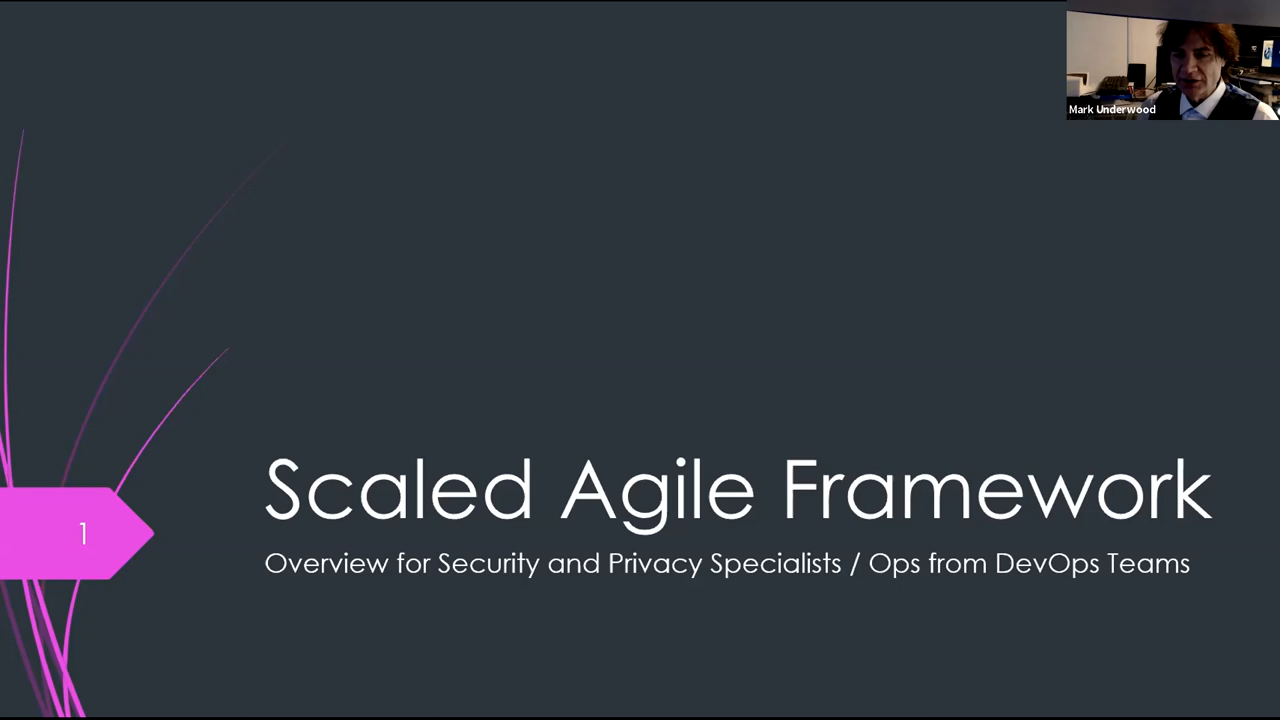 Mark Underwood
Scaled Agile Framework
1
Overview for Security and Privacy Specialists / Ops from DevOps Teams